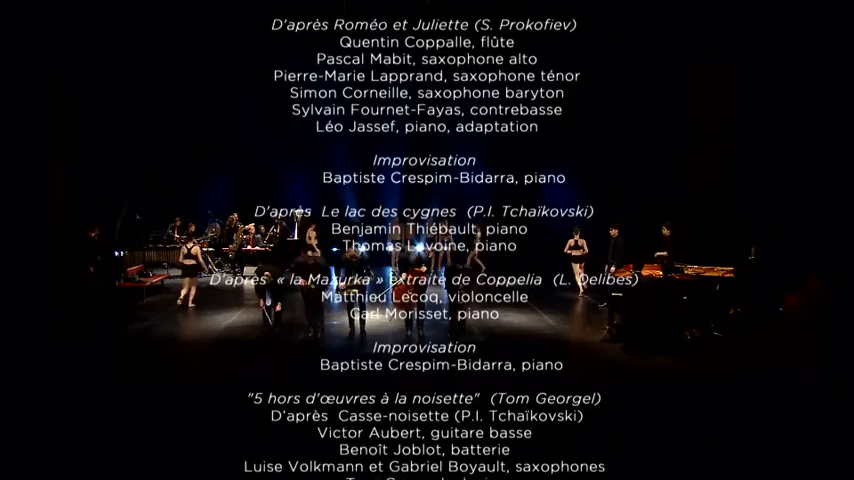 D'après Roméo et Juliette (S. Prokofiev)
Quentin Coppalle, flûte
Pascal Mabit, saxophone alto
Pierre-Marie Lapprand, saxophone ténor
Simon Corneille, saxophone baryton
Sylvain Fournet-Fayas, contrebasse
Léo Jassef, piano, adaptation
Improvisation
Baptiste Crespim-Bidarra, piano
D'après Le lac des cygnes (P.I. Tchaïkovski)
Benjamin Thiébault, piano
Thomas Lavoine, piano
D'après « la Mazurka » extraite de Coppelia (L. Delibes)
Matthieu Lecoq, violoncelle
Carl Morisset, piano
Improvisation
Baptiste Crespim-Bidarra, piano
"5 hors d'œuvres à la noisette" (Tom Georgel)
D'après Casse-noisette (P.I. Tchaïkovski)
Victor Aubert, guitare basse
Benoît Joblot, batterie
Luise Volkmann et Gabriel Boyault, saxophones